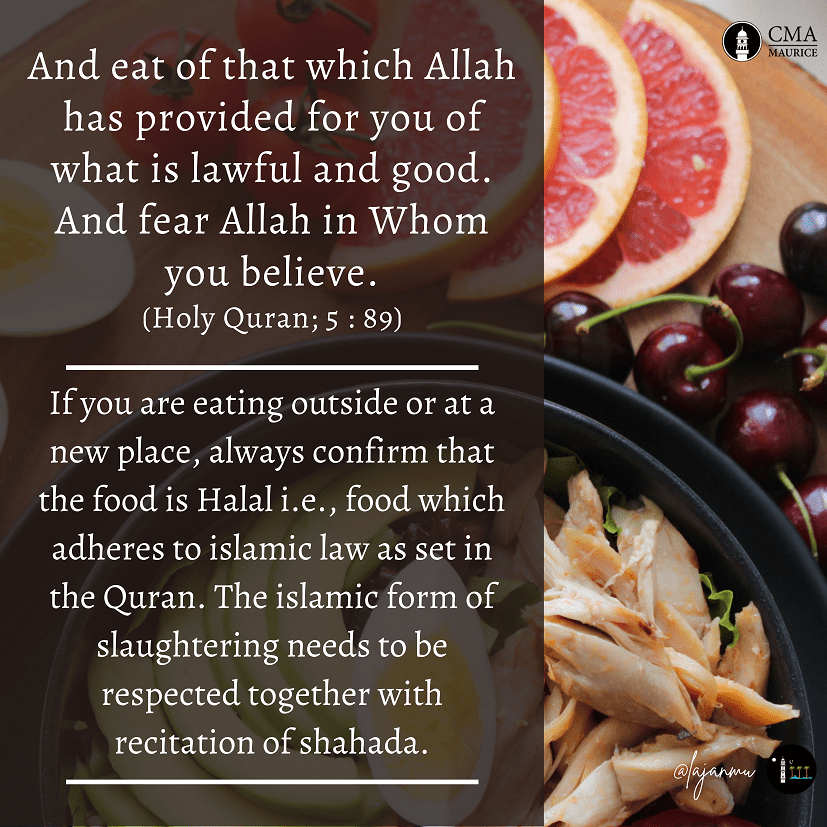 And eat of that which Allah
has provided for you of
what is lawful and good.
And fear Allah in Whom
you believe.
(Holy Quran; 5 : 89)
If you are eating outside or at a
new place, always confirm that
the food is Halal i.e., food which
adheres to islamic law as set in
the Quran. The islamic form of
slaughtering needs to be
respected together with
recitation of shahada.
CMA
MAURICE
@lajanmu